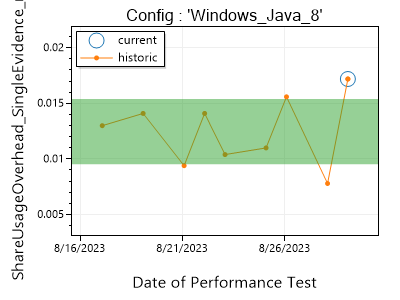 Config : 'Windows_Java_8'
ShareUsageOverhead_SingleEvidence_
current
historic
0.02
0.015
0.01
0.005
8/16/2023
8/21/2023
8/26/2023
Date of Performance Test